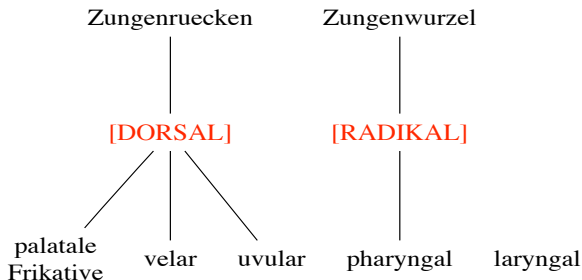 Zungenruecken Zungenwurzel
[DORSAL] [RADIKAL]
palatale
Frikative velar uvular pharyngal laryngal